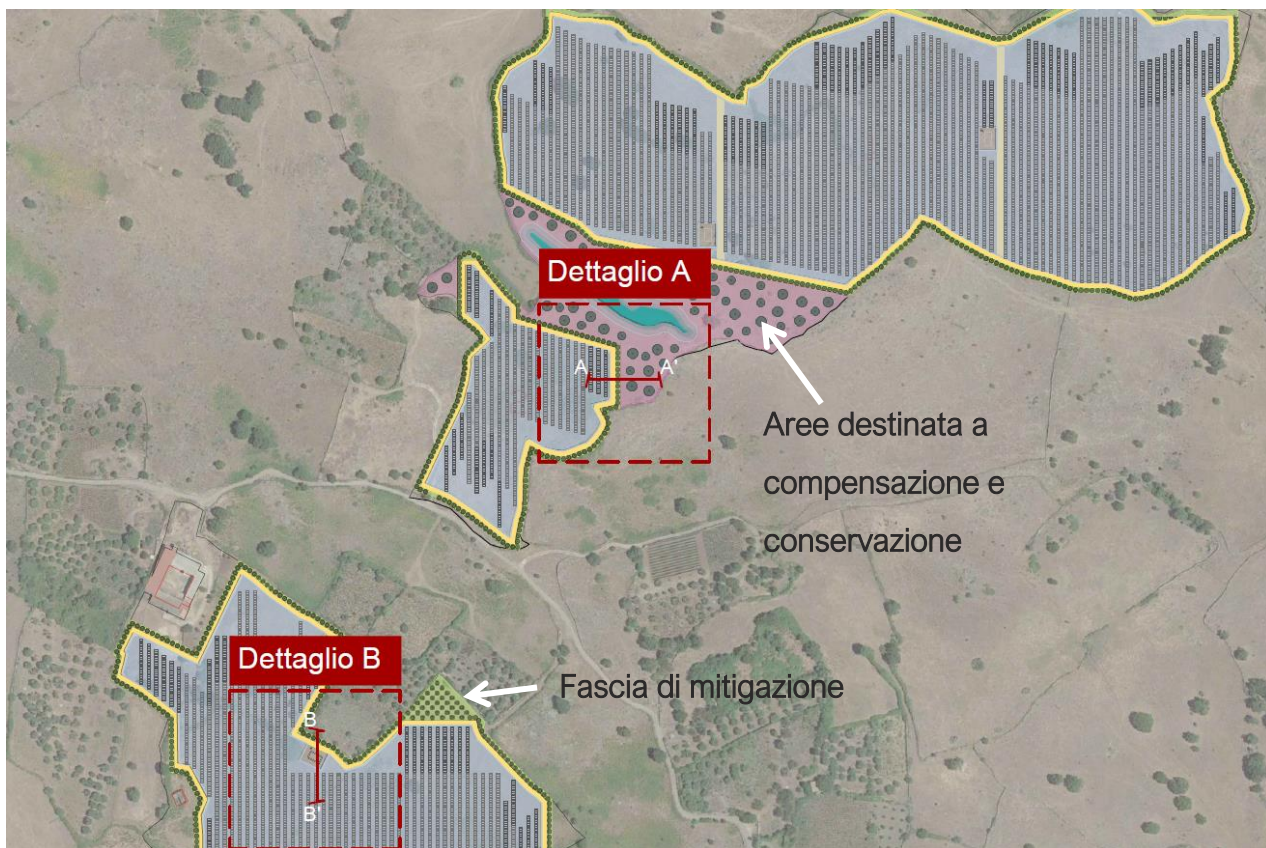 Dettaglio A
A A'
Aree destinata a
compensazione e
conservazione
Dettaglio B
Fascia di mitigazione
B
B'